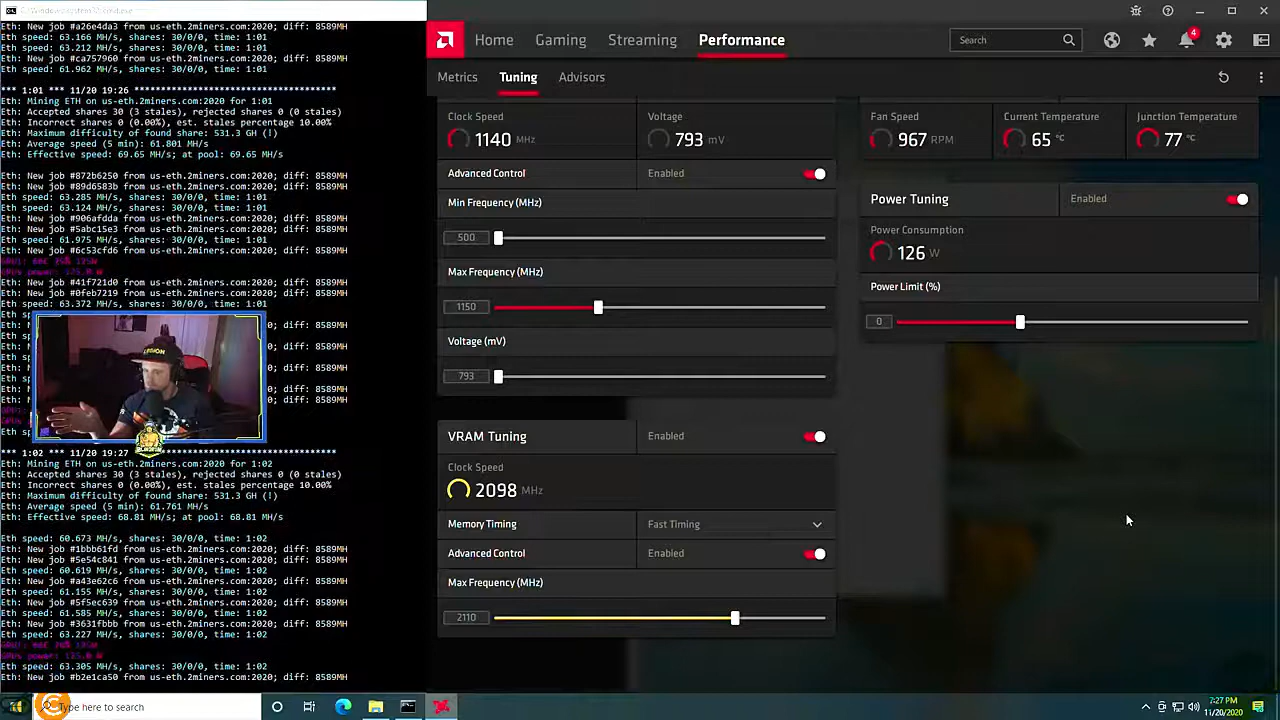 Eth: New job #a26e4da3 from us-eth.2miners.com:2020; diff: 8589MH
Eth speed: 63.166 MH/s, shares: 30/0/0, time: 1:01
Eth speed: 63.212 MH/s, shares: 30/0/0, time: 1:01
Eth: New job #ca757960 from us-eth.2miners.com:2020; diff: 8589MH
Eth speed: 61.962 MH/s, shares: 30/0/0, time: 1:01
*** 1:01 *** 11/20 19:26 **************************************
Eth: Mining ETH on us-eth.2miners.com:2020 for 1:01
Eth: Accepted shares 30 (3 stales), rejected shares 0 (0 stales)
Eth: Incorrect shares 0 (0.00%), est. stales percentage 10.00%
Eth: Maximum difficulty of found share: 531.3 GH (!)
Eth: Average speed (5 min): 61.801 MH/s
Eth: Effective speed: 69.65 MH/s; at pool: 69.65 MH/s
Eth: New job #872b6250 from us-eth.2miners.com:2020; diff: 8589MH
Eth: New job #89d6583b from us-eth.2miners.com:2020; diff: 8589MH
Eth speed: 63.285 MH/s, shares: 30/0/0, time: 1:01
Eth speed: 63.124 MH/s, shares: 30/0/0, time: 1:01
Eth: New job #906afdda from us-eth.2miners.com:2020; diff: 8589MH
Eth: New job #5abc15e3 from us-eth.2miners.com:2020; diff: 8589MH
Eth speed: 61.975 MH/s, shares: 30/0/0, time: 1:01
Eth: New job #6c53cfd6 from us-eth.2miners.com:2020; diff: 8589MH
GPUs power: 125.0 W
Eth: New job #41f721d0 from us-eth.2miners.com:2020; diff: 8589MH
Eth: New job #0feb7219 from us-eth.2miners.com:2020; diff: 8589MH
Eth speed: 63.372 MH/s, shares: 30/0/0, time: 1:01
LEGION
*** 1:02 *** 11/20 19:27 **************************************
Eth: Mining ETH on us-eth.2miners.com:2020 for 1:02
Eth: Accepted shares 30 (3 stales), rejected shares 0 (0 stales)
Eth: Incorrect shares 0 (0.00%), est. stales percentage 10.00%
Eth: Maximum difficulty of found share: 531.3 GH (!)
Eth: Average speed (5 min): 61.761 MH/s
Eth: Effective speed: 68.81 MH/s; at pool: 68.81 MH/s
Eth speed: 60.673 MH/s, shares: 30/0/0, time: 1:02
Eth: New job #1bbb61fd from us-eth.2miners.com:2020; diff: 8589MH
Eth: New job #5e54c841 from us-eth.2miners.com:2020; diff: 8589MH
Eth speed: 60.619 MH/s, shares: 30/0/0, time: 1:02
Eth: New job #a43e62c6 from us-eth.2miners.com:2020; diff: 8589MH
Eth speed: 61.155 MH/s, shares: 30/0/0, time: 1:02
Eth: New job #5f5ec639 from us-eth.2miners.com:2020; diff: 8589MH
Eth speed: 61.585 MH/s, shares: 30/0/0, time: 1:02
Eth: New job #3631fbbb from us-eth.2miners.com:2020; diff: 8589MH
Eth speed: 63.227 MH/s, shares: 30/0/0, time: 1:02
GPUs power: 125.0 W
Eth speed: 63.305 MH/s, shares: 30/0/0, time: 1:02
Eth: New job #b2e1ca50 from us-eth.2miners.com:2020; diff: 8589MH
Home Gaming Streaming Performance
Search
4
Metrics Tuning Advisors
Clock Speed
1140 MHz
Voltage
793 mV
Advanced Control Enabled
Min Frequency (MHz)
500
Max Frequency (MHz)
1150
Voltage (mV)
793
VRAM Tuning Enabled
Clock Speed
2098 MHz
Memory Timing Fast Timing
Advanced Control Enabled
Max Frequency (MHz)
2110
Fan Speed
967 RPM
Current Temperature
65 °C
Junction Temperature
77 °C
Power Tuning Enabled
Power Consumption
126 W
Power Limit (%)
0
Type here to search
7:27 PM
11/20/2020